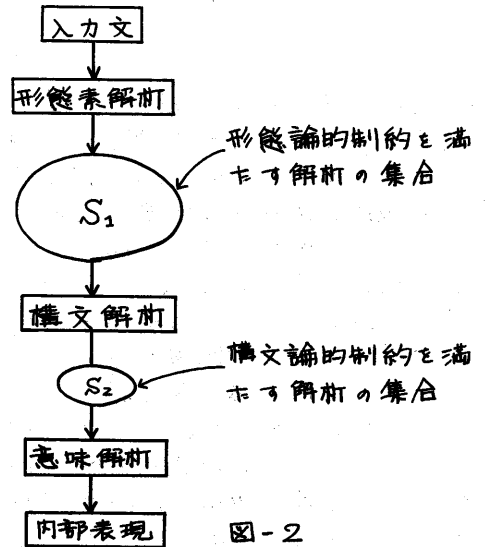 入力文
形態素解析
形態論的制約を満
たす解析の集合
S₁
構文解析
構文論的制約を満
たす解析の集合
S₂
意味解析
内部表現
図-2